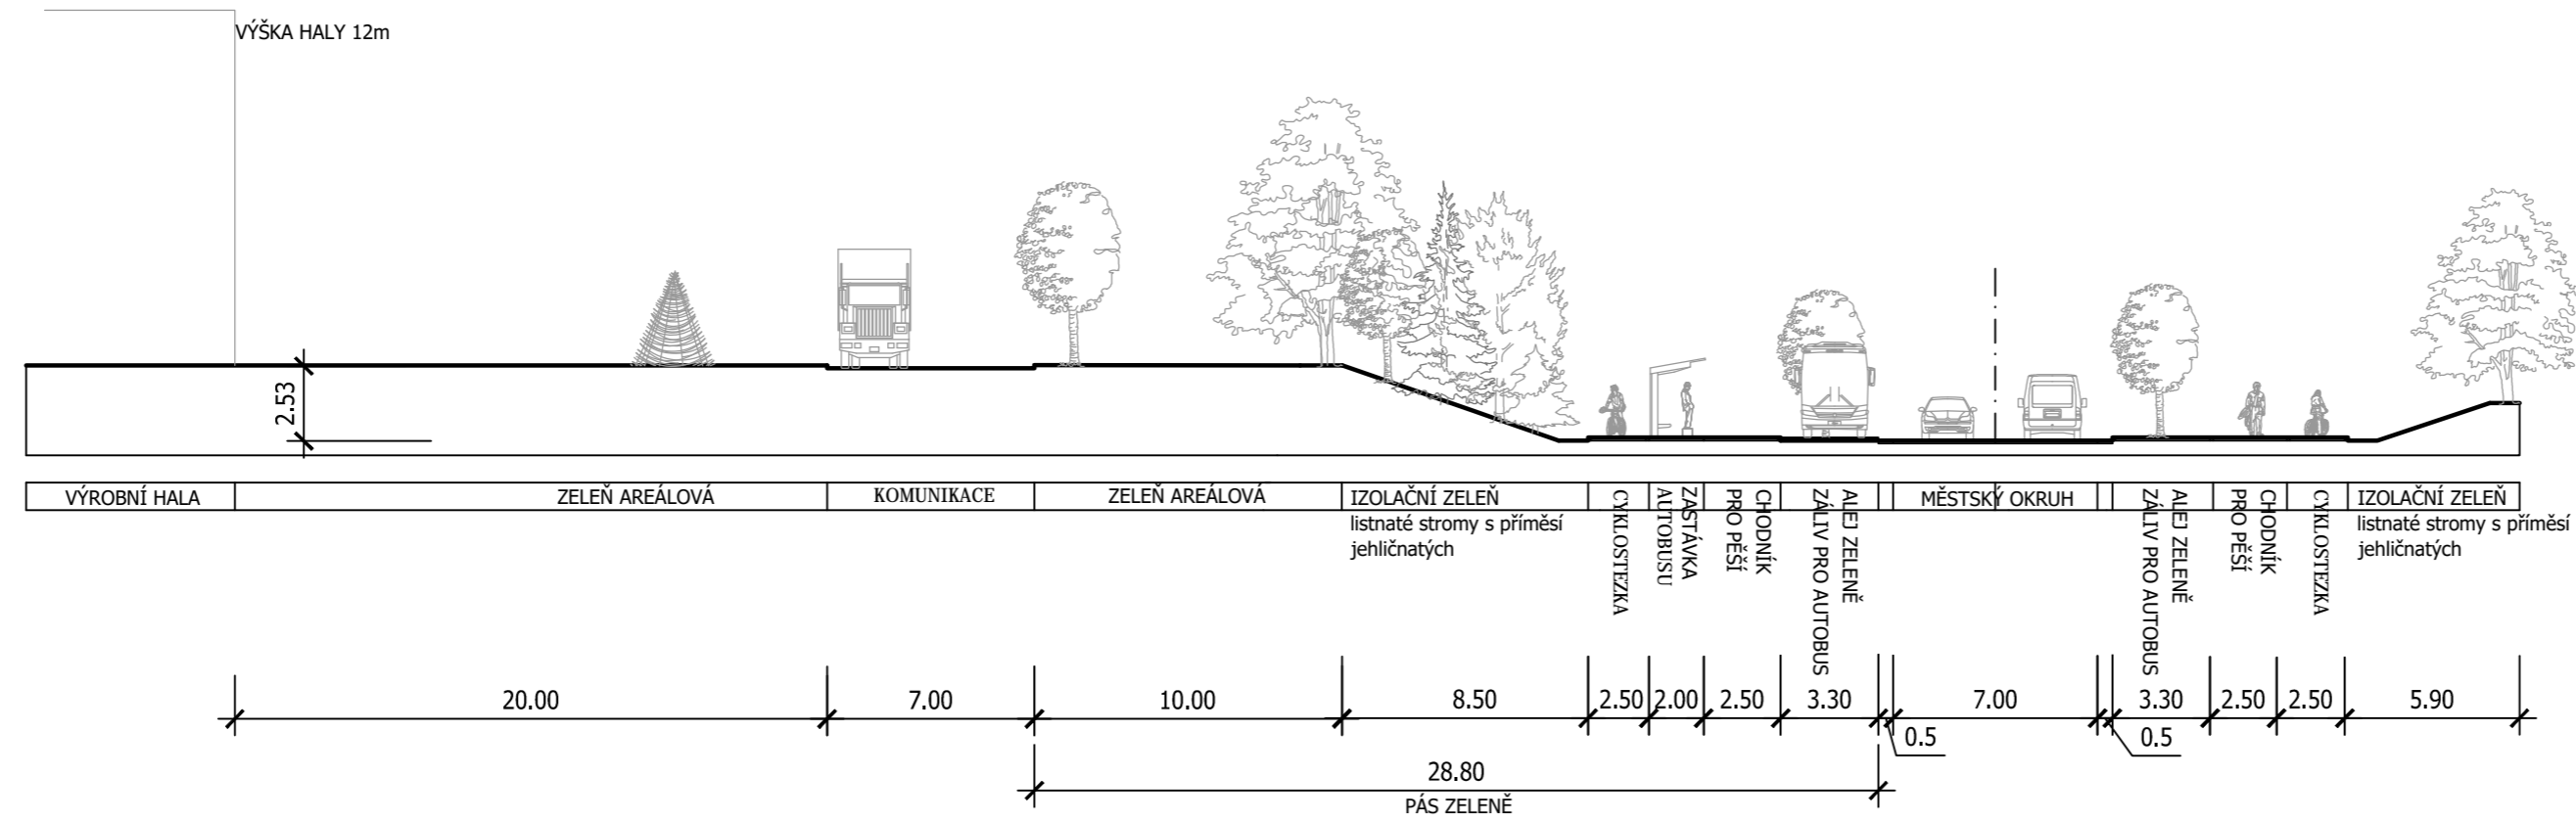 VÝŠKA HALY 12m
2.53
VÝROBNÍ HALA
ZELEŇ AREÁLOVÁ
KOMUNIKACE
ZELEŇ AREÁLOVÁ
IZOLAČNÍ ZELEŇ
listnaté stromy s příměsí
jehličnatých
CYKLOSTEZKA
ZASTÁVKA
AUTOBUSU
CHODNÍK
PRO PĚŠÍ
ALEJ ZELENĚ
ZÁLIV PRO AUTOBUS
MĚSTSKÝ OKRUH
ALEJ ZELENĚ
ZÁLIV PRO AUTOBUS
CHODNÍK
PRO PĚŠÍ
CYKLOSTEZKA
IZOLAČNÍ ZELEŇ
listnaté stromy s příměsí
jehličnatých
20.00
7.00
10.00
8.50
2.50
2.00
2.50
3.30
0.5
7.00
0.5
3.30
2.50
2.50
5.90
28.80
PÁS ZELENĚ